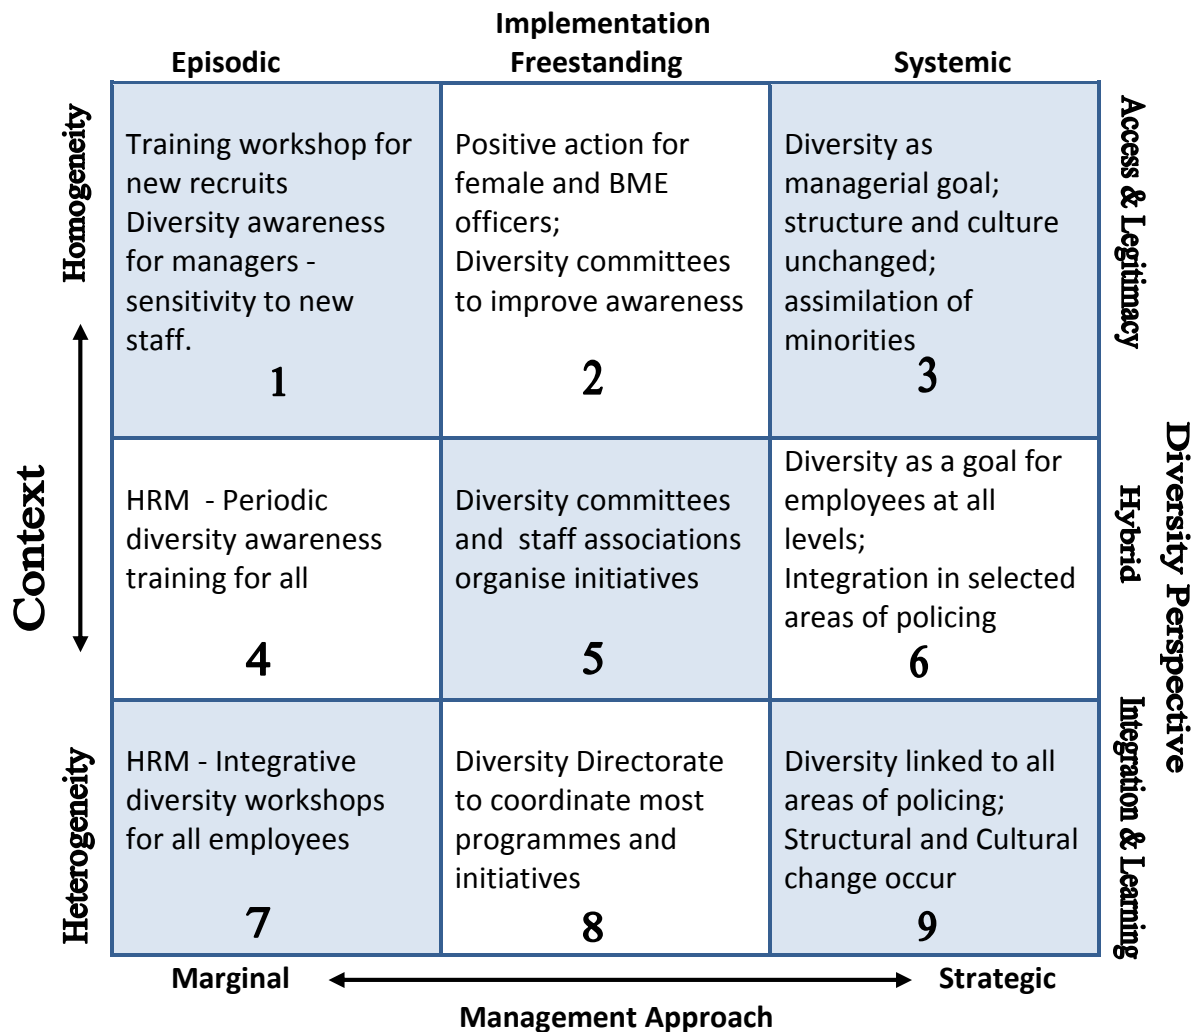 Implementation
Episodic Freestanding Systemic
Homogeneity
Training workshop for
new recruits
Diversity awareness
for managers -
sensitivity to new
staff.
1
Positive action for
female and BME
officers;
Diversity committees
to improve awareness
2
Diversity as
managerial goal;
structure and culture
unchanged;
assimilation of
minorities
3
Access & Legitimacy
Context
HRM - Periodic
diversity awareness
training for all
4
Diversity committees
and staff associations
organise initiatives
5
Diversity as a goal for
employees at all
levels;
Integration in selected
areas of policing
6
Hybrid
Diversity Perspective
Heterogeneity
HRM - Integrative
diversity workshops
for all employees
7
Diversity Directorate
to coordinate most
programmes and
initiatives
8
Diversity linked to all
areas of policing;
Structural and Cultural
change occur
9
Integration & Learning
Marginal Strategic
Management Approach